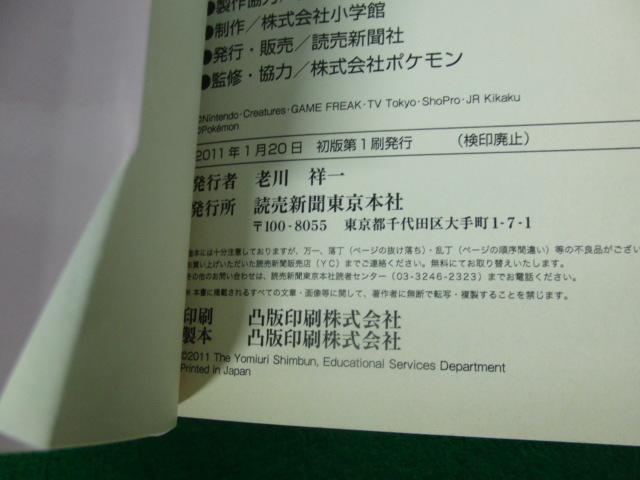 ●製作協力／
●制作／株式会社小学館
●発行・販売／読売新聞社
●監修・協力／株式会社ポケモン
©Nintendo・Creatures・GAME FREAK・TV Tokyo・ShoPro・JR Kikaku
©Pokémon
2011年1月20日 初版第1刷発行 （検印廃止）
発行者 老川 祥一
発行所 読売新聞東京本社
〒100-8055 東京都千代田区大手町1-7-1
造本には十分注意しておりますが、万一、落丁（ページの抜け落ち）・乱丁（ページの順序間違い）等の不良品がござい
お買い上げいただいた読売新聞販売店（YC）までご連絡ください。無料にてお取り替えいたします。
その他のお問い合わせは、読売新聞東京本社読者センター（03-3246-2323）までお電話ください。
※ 本書に掲載されるすべての文章・画像等に関して、著作者に無断で転写・複製することを禁じます。
印刷 凸版印刷株式会社
製本 凸版印刷株式会社
©2011 The Yomiuri Shimbun, Educational Services Department
Printed in Japan